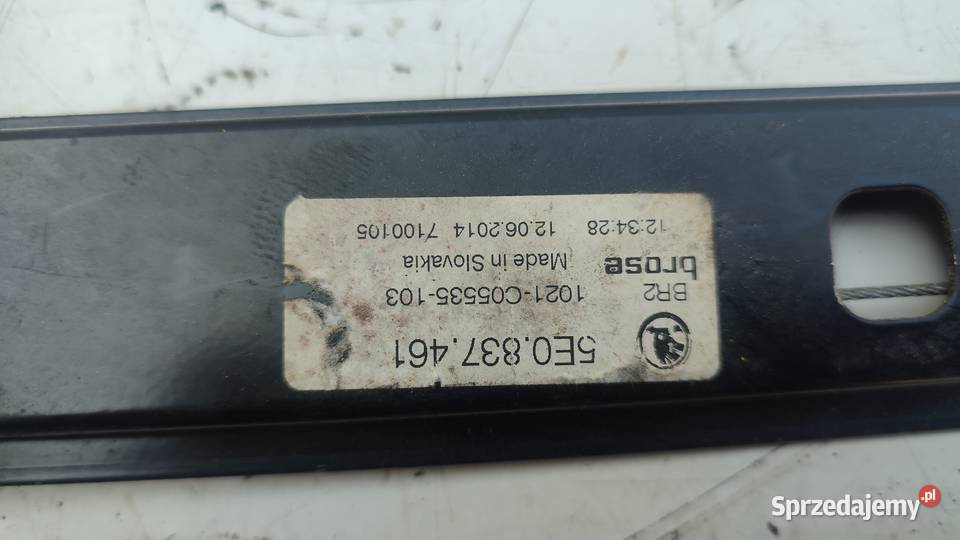 5E0.837.461
BR2 1021-C05535-103
brose Made in Slovakia
12:34:28 12.06.2014 7100105
Sprzedajemy.pl